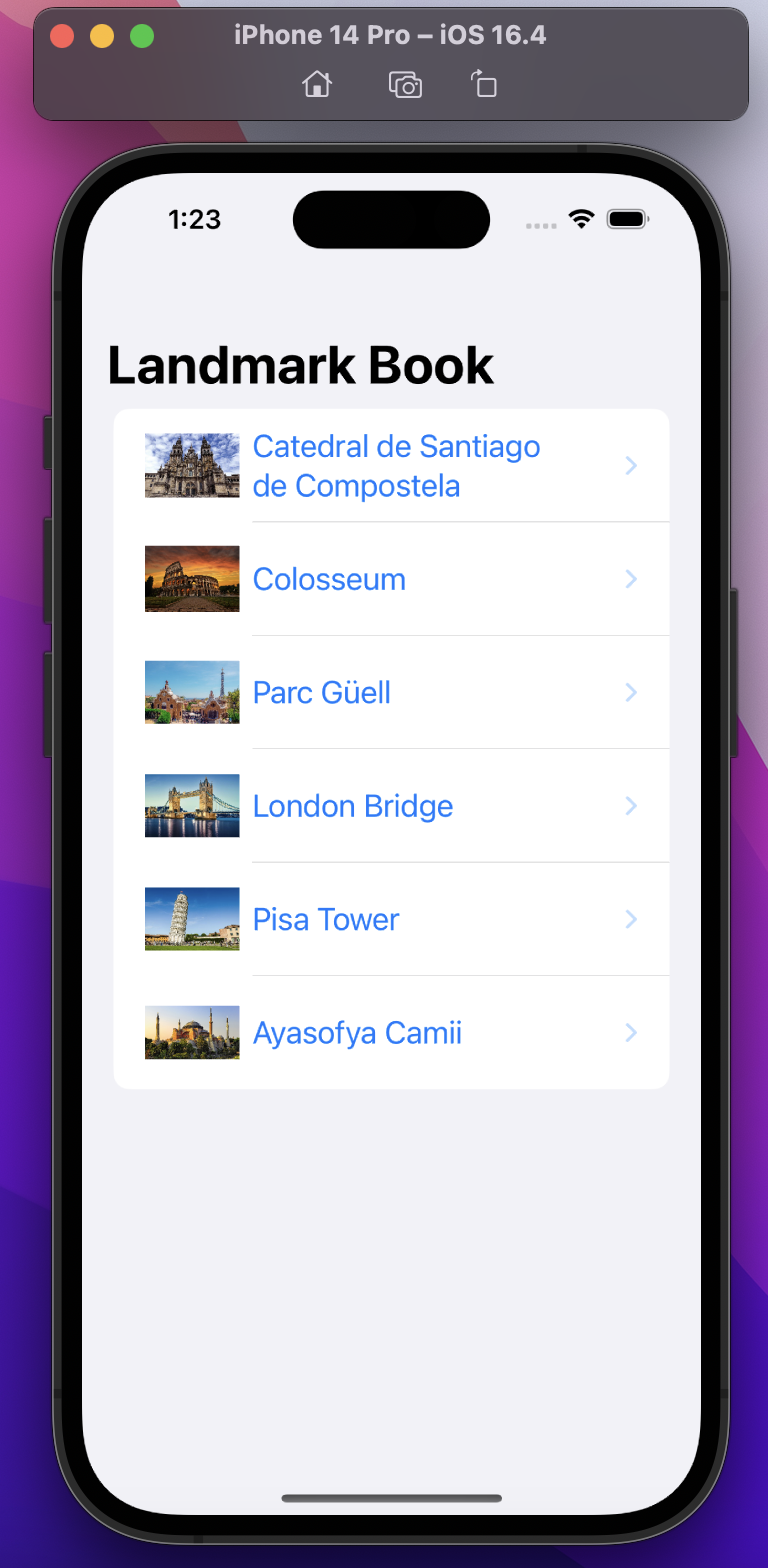 iPhone 14 Pro – iOS 16.4
1:23
Landmark Book
Catedral de Santiago
de Compostela
Colosseum
Parc Güell
London Bridge
Pisa Tower
Ayasofya Camii